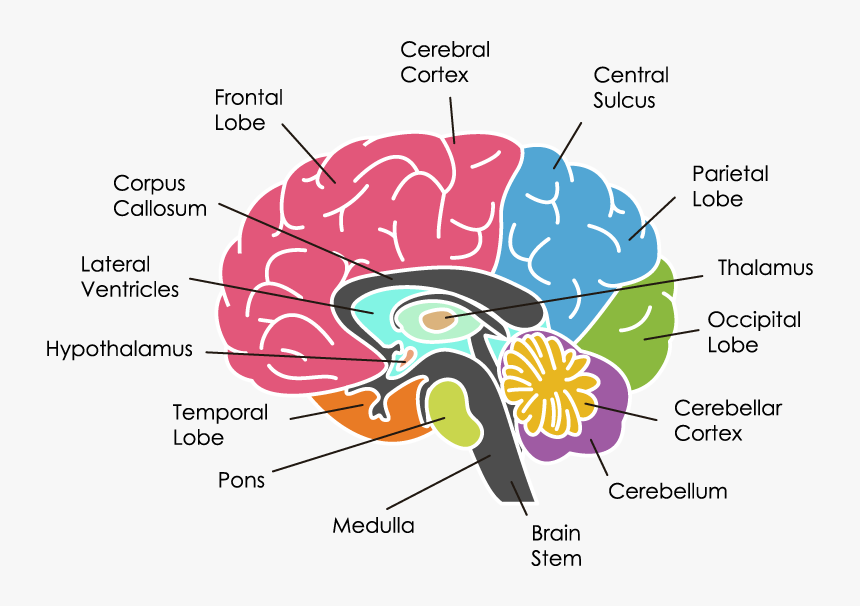 Cerebral
Cortex
Central
Sulcus
Frontal
Lobe
Parietal
Lobe
Corpus
Callosum
Lateral
Ventricles
Thalamus
Occipital
Lobe
Hypothalamus
Temporal
Lobe
Cerebellar
Cortex
Pons
Cerebellum
Medulla
Brain
Stem